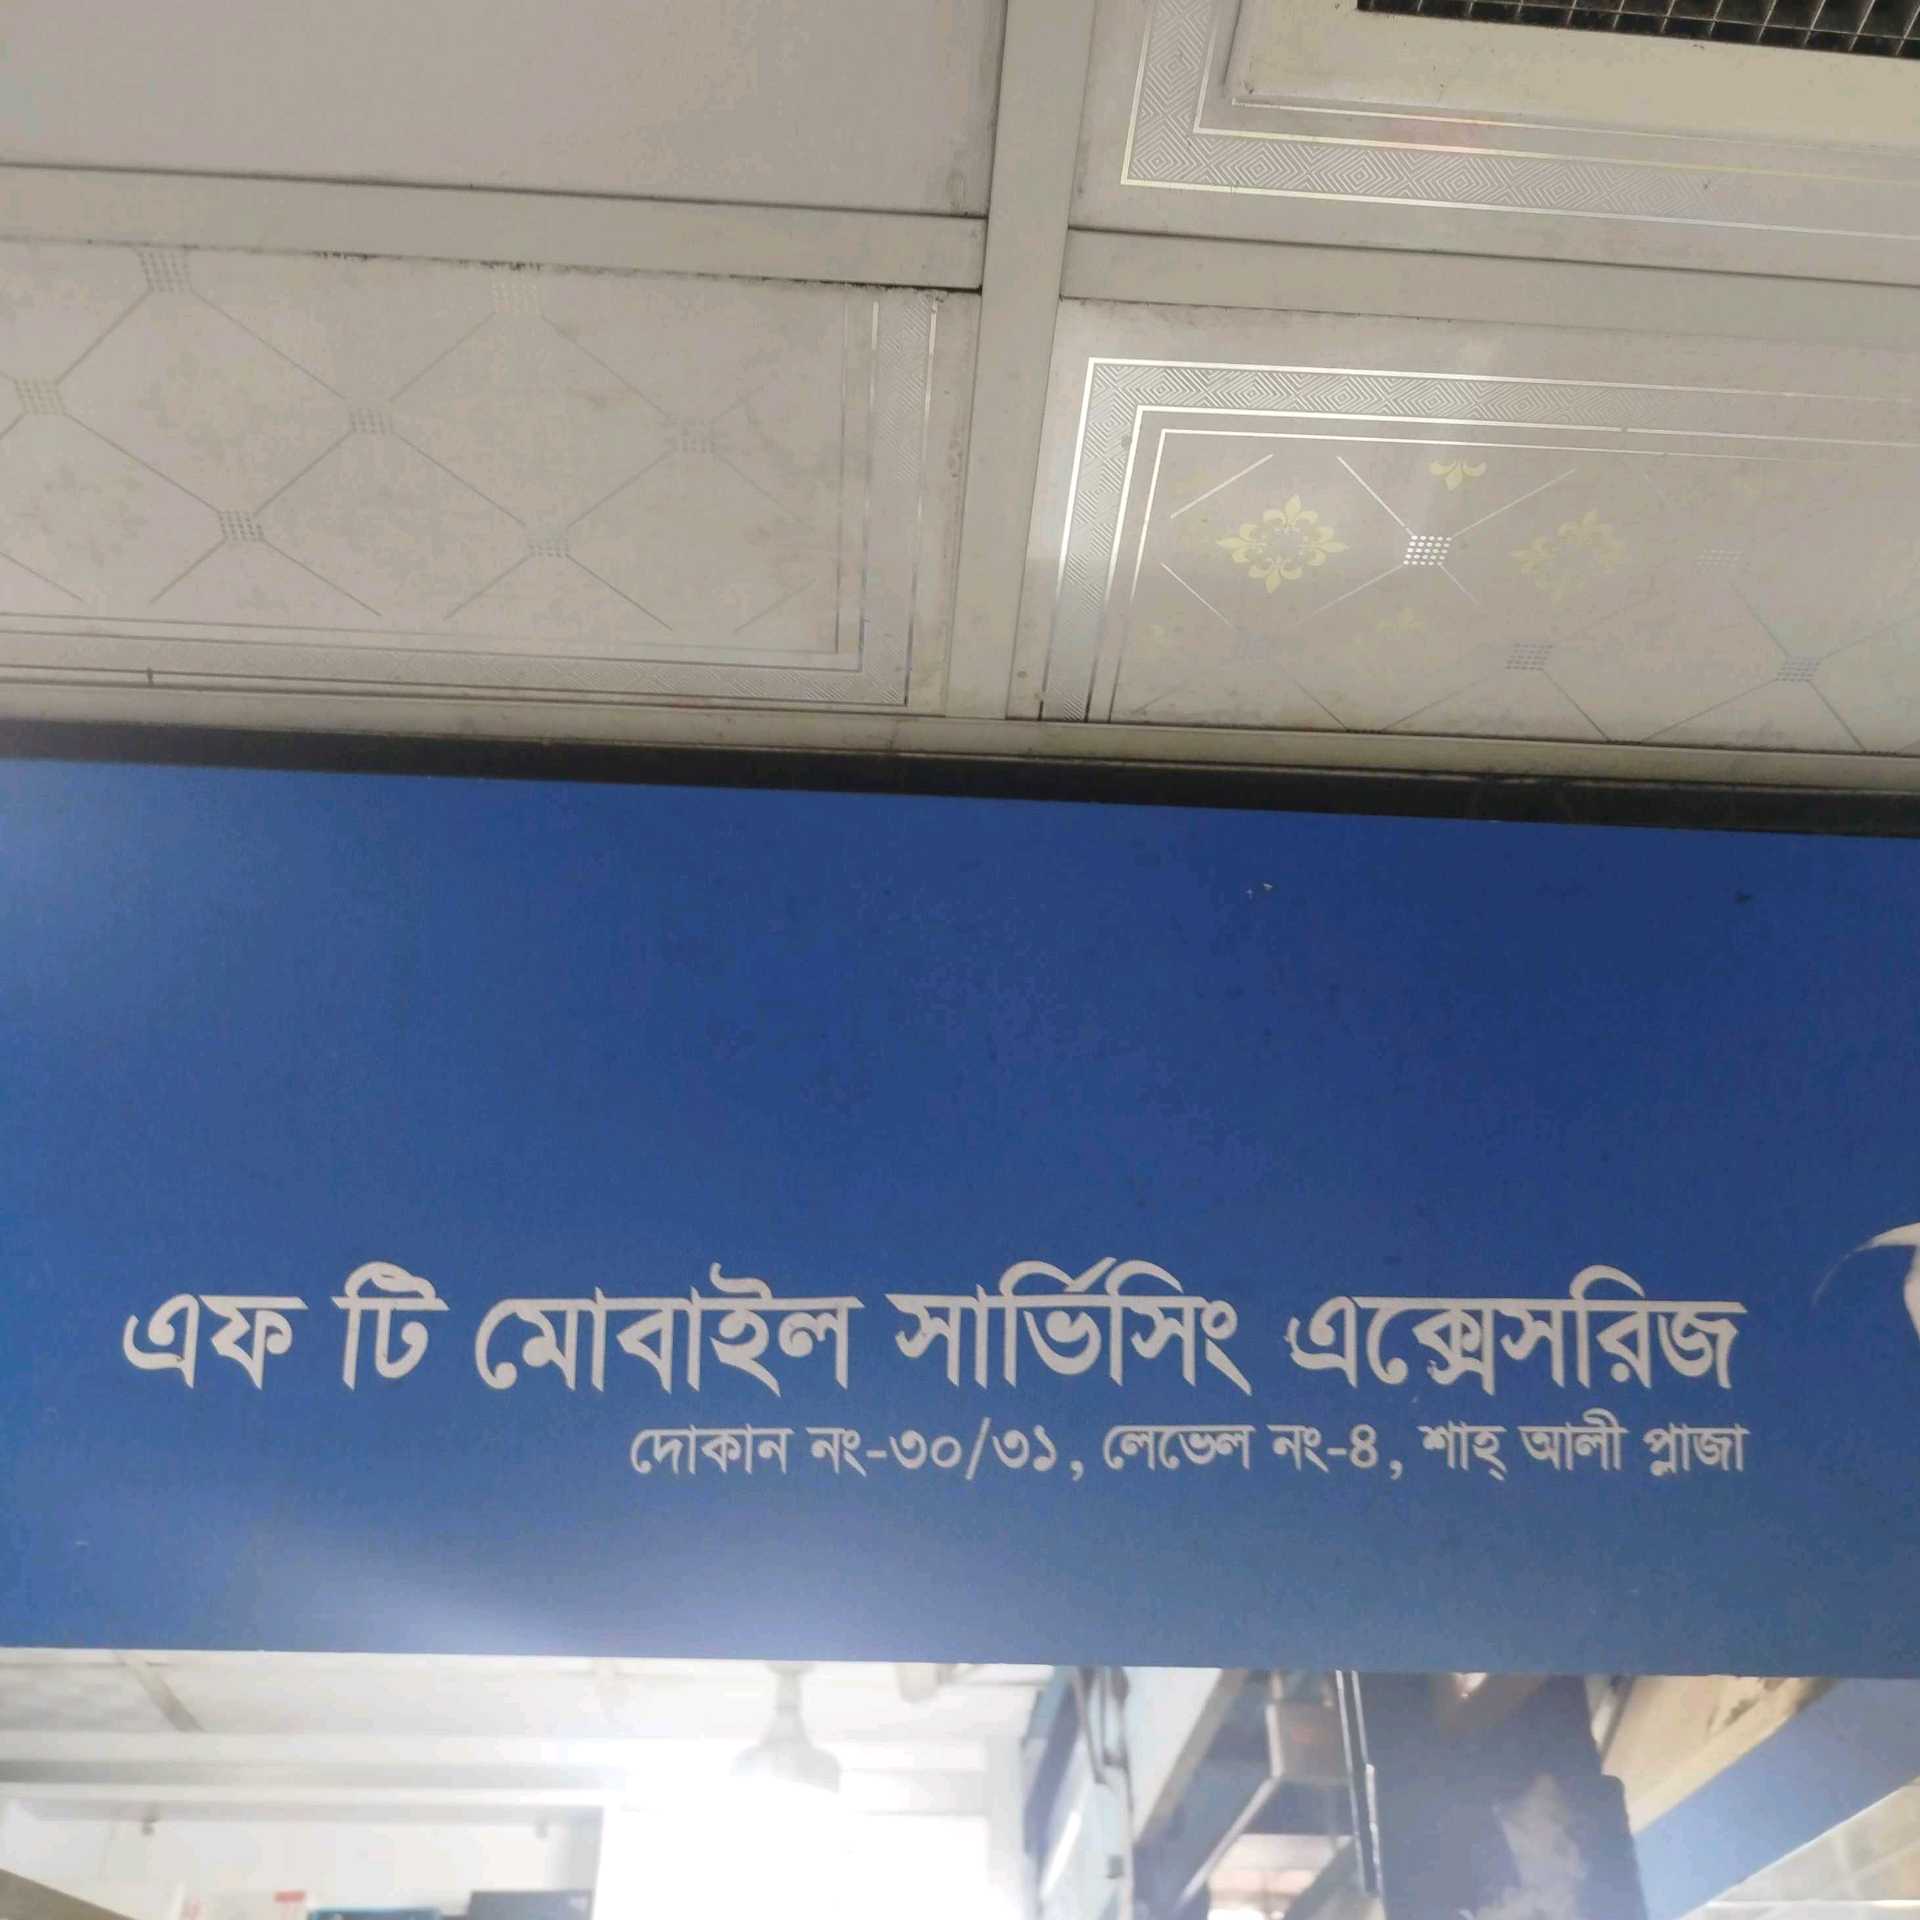 এফ টি মোবাইল সার্ভিসিং এক্সেসরিজ
দোকান নং-৩০/৩১, লেভেল নং-৪, শাহ্ আলী প্লাজা